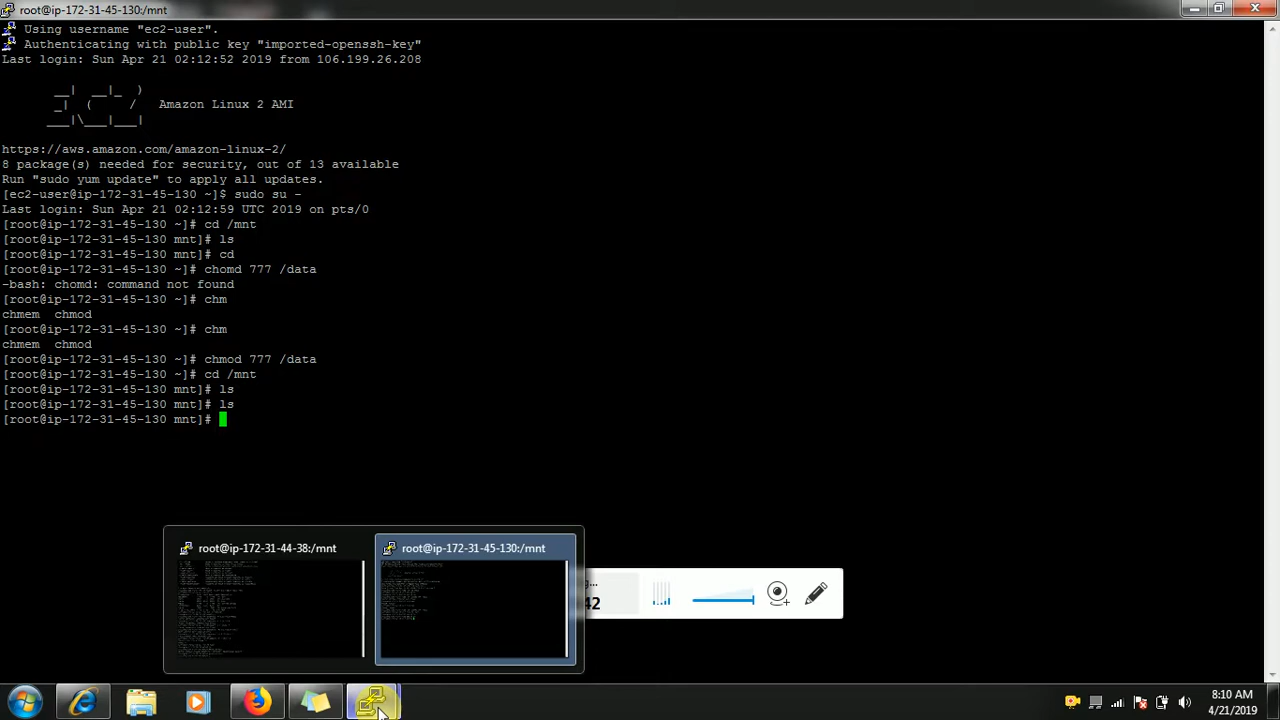 root@ip-172-31-45-130:/mnt
Using username "ec2-user".
Authenticating with public key "imported-openssh-key"
Last login: Sun Apr 21 02:12:52 2019 from 106.199.26.208
__| __|_ )
_| ( / Amazon Linux 2 AMI
___|\___|___|
https://aws.amazon.com/amazon-linux-2/
8 package(s) needed for security, out of 13 available
Run "sudo yum update" to apply all updates.
[ec2-user@ip-172-31-45-130 ~]$ sudo su -
Last login: Sun Apr 21 02:12:59 UTC 2019 on pts/0
[root@ip-172-31-45-130 ~]# cd /mnt
[root@ip-172-31-45-130 mnt]# ls
[root@ip-172-31-45-130 mnt]# cd
[root@ip-172-31-45-130 ~]# chomd 777 /data
-bash: chomd: command not found
[root@ip-172-31-45-130 ~]# chm
chmem chmod
[root@ip-172-31-45-130 ~]# chm
chmem chmod
[root@ip-172-31-45-130 ~]# chmod 777 /data
[root@ip-172-31-45-130 ~]# cd /mnt
[root@ip-172-31-45-130 mnt]# ls
[root@ip-172-31-45-130 mnt]# ls
[root@ip-172-31-45-130 mnt]#
root@ip-172-31-44-38:/mnt
root@ip-172-31-45-130:/mnt
42
8:10 AM
4/21/2019